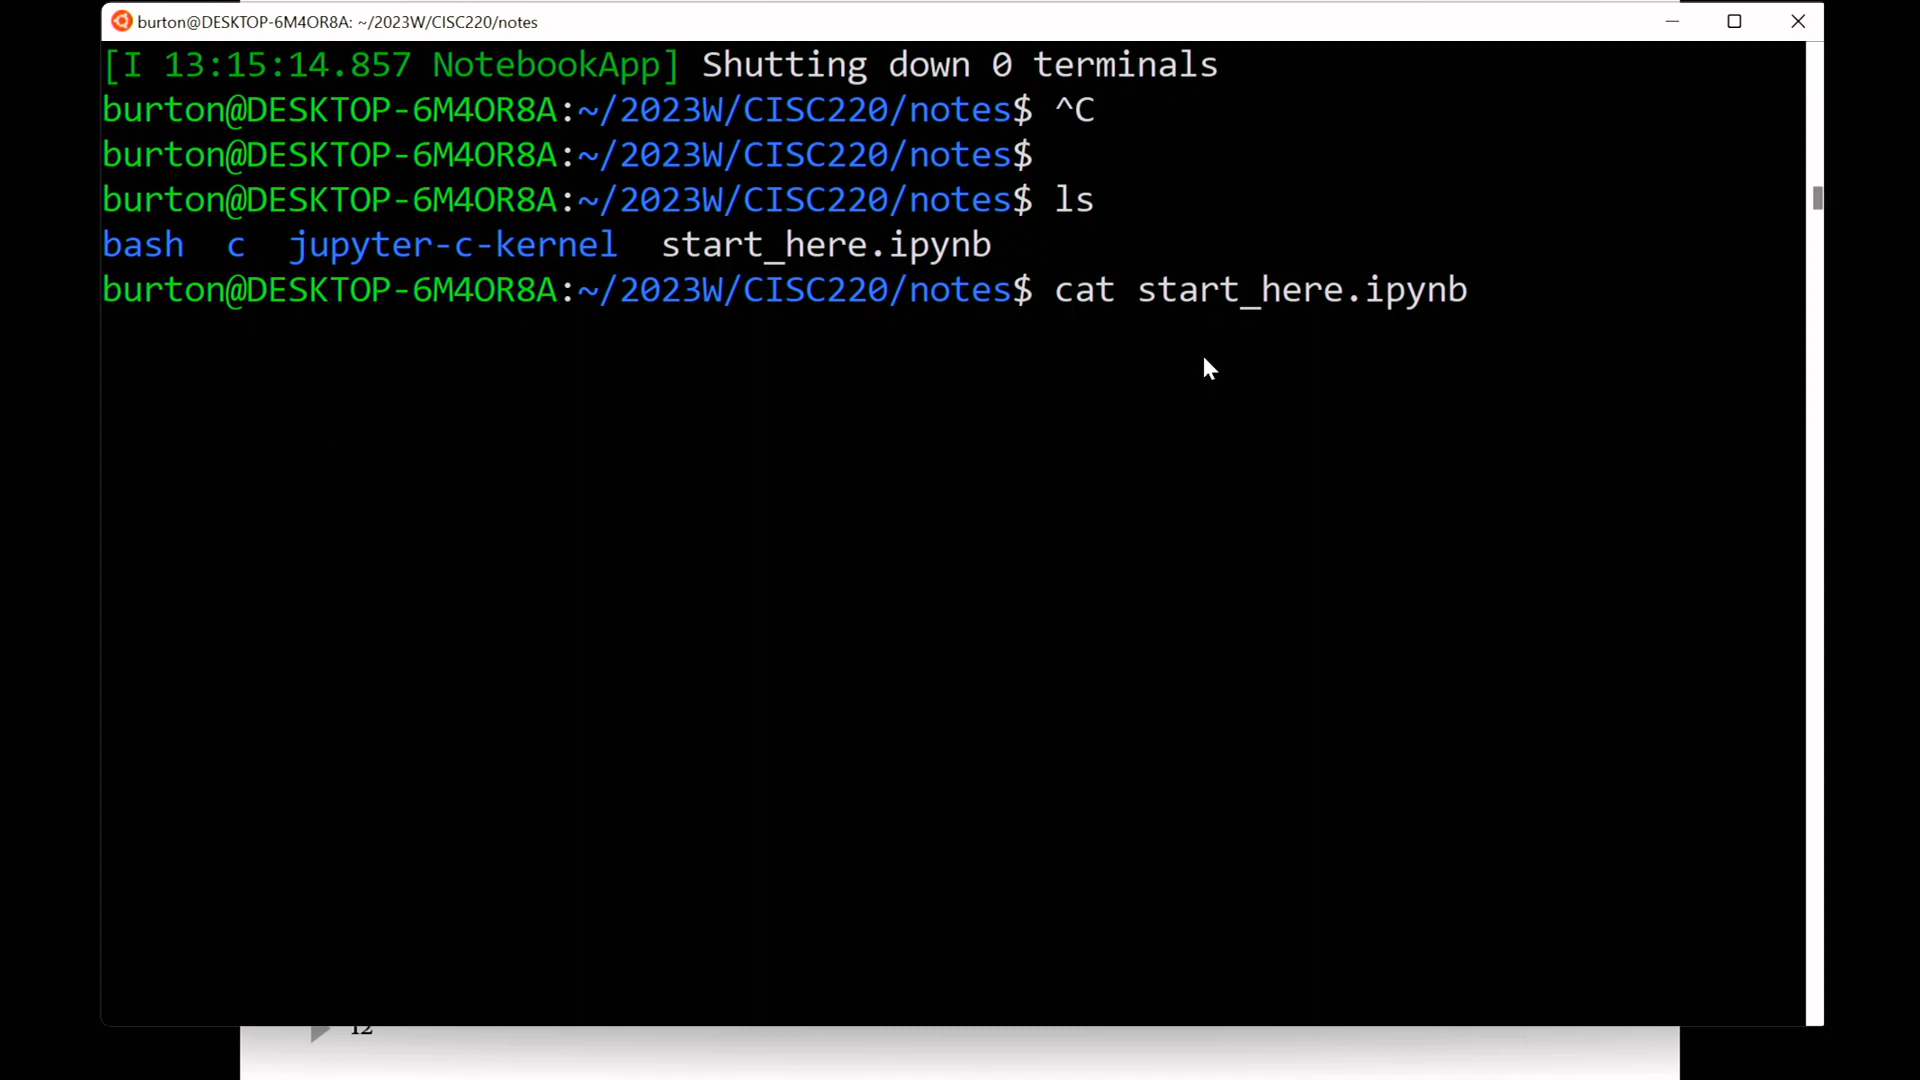 burton@DESKTOP-6M4OR8A: ~/2023W/CISC220/notes
[I 13:15:14.857 NotebookApp] Shutting down 0 terminals
burton@DESKTOP-6M4OR8A:~/2023W/CISC220/notes$ ^C
burton@DESKTOP-6M4OR8A:~/2023W/CISC220/notes$
burton@DESKTOP-6M4OR8A:~/2023W/CISC220/notes$ ls
bash  c  jupyter-c-kernel  start_here.ipynb
burton@DESKTOP-6M4OR8A:~/2023W/CISC220/notes$ cat start_here.ipynb
12